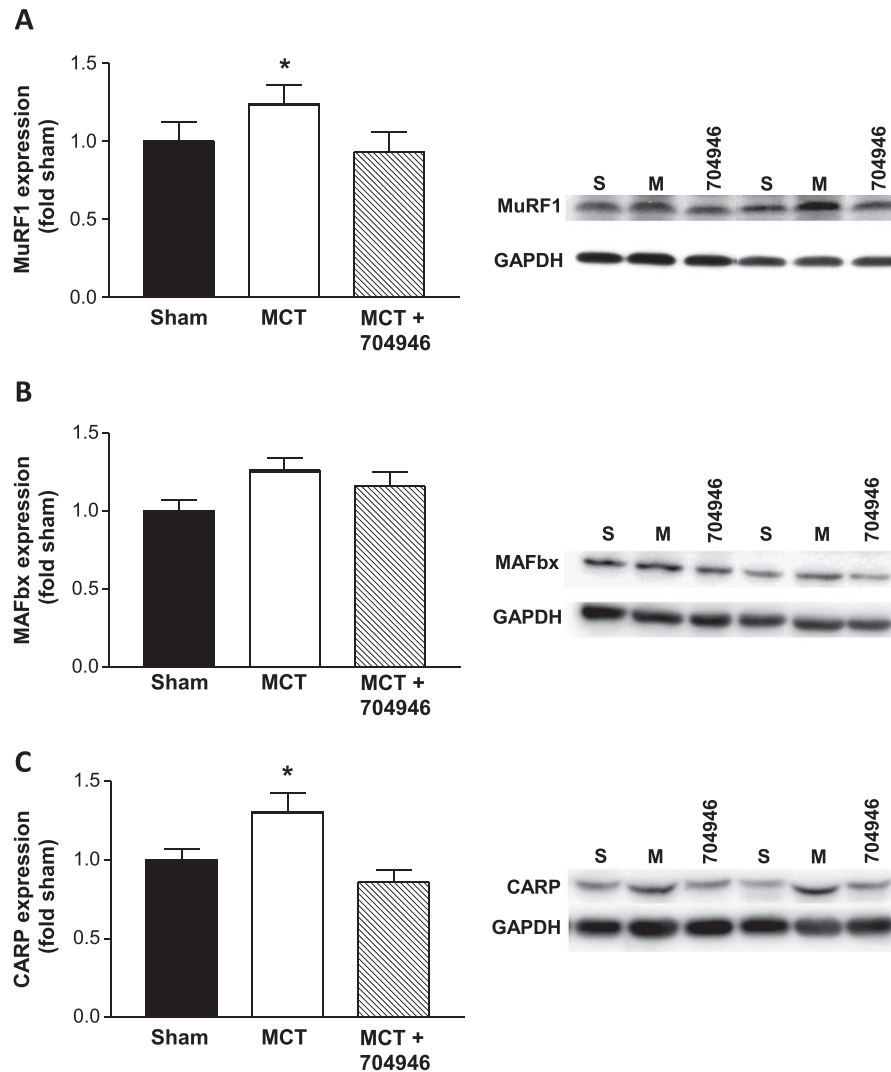 A
MuRF1 expression
(fold sham)
1.5
1.0
0.5
0.0
*
Sham
MCT
MCT +
704946
S
M
704946
S
M
704946
MuRF1
GAPDH
B
MAFbx expression
(fold sham)
1.5
1.0
0.5
0.0
Sham
MCT
MCT +
704946
S
M
704946
S
M
704946
MAFbx
GAPDH
C
CARP expression
(fold sham)
1.5
1.0
0.5
0.0
*
Sham
MCT
MCT +
704946
S
M
704946
S
M
704946
CARP
GAPDH